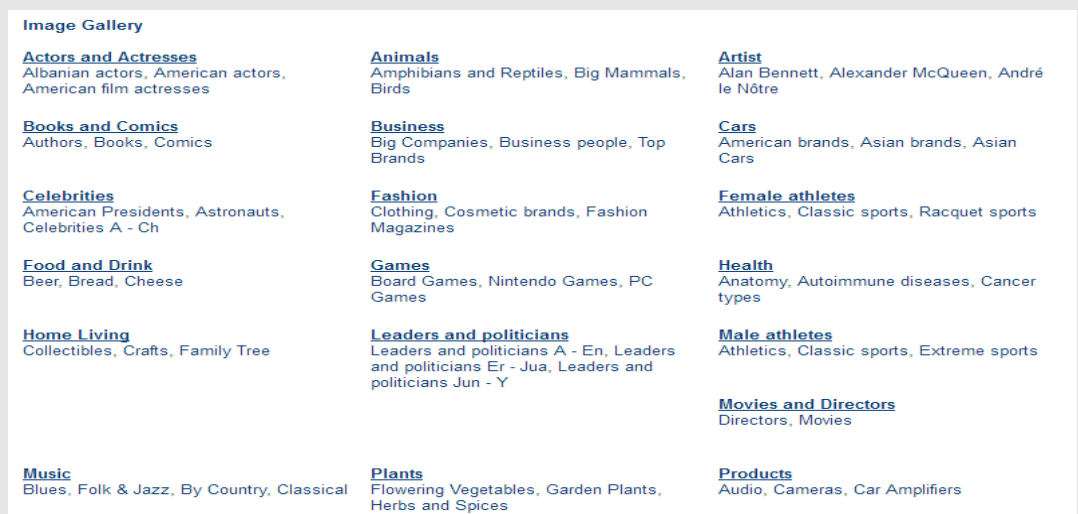 Image Gallery
Actors and Actresses
Albanian actors, American actors,
American film actresses
Animals
Amphibians and Reptiles, Big Mammals,
Birds
Artist
Alan Bennett, Alexander McQueen, André
le Nôtre
Books and Comics
Authors, Books, Comics
Business
Big Companies, Business people, Top
Brands
Cars
American brands, Asian brands, Asian
Cars
Celebrities
American Presidents, Astronauts,
Celebrities A - Ch
Fashion
Clothing, Cosmetic brands, Fashion
Magazines
Female athletes
Athletics, Classic sports, Racquet sports
Food and Drink
Beer, Bread, Cheese
Games
Board Games, Nintendo Games, PC
Games
Health
Anatomy, Autoimmune diseases, Cancer
types
Home Living
Collectibles, Crafts, Family Tree
Leaders and politicians
Leaders and politicians A - En, Leaders
and politicians Er - Jua, Leaders and
politicians Jun - Y
Male athletes
Athletics, Classic sports, Extreme sports
Movies and Directors
Directors, Movies
Music
Blues, Folk & Jazz, By Country, Classical
Plants
Flowering Vegetables, Garden Plants,
Herbs and Spices
Products
Audio, Cameras, Car Amplifiers